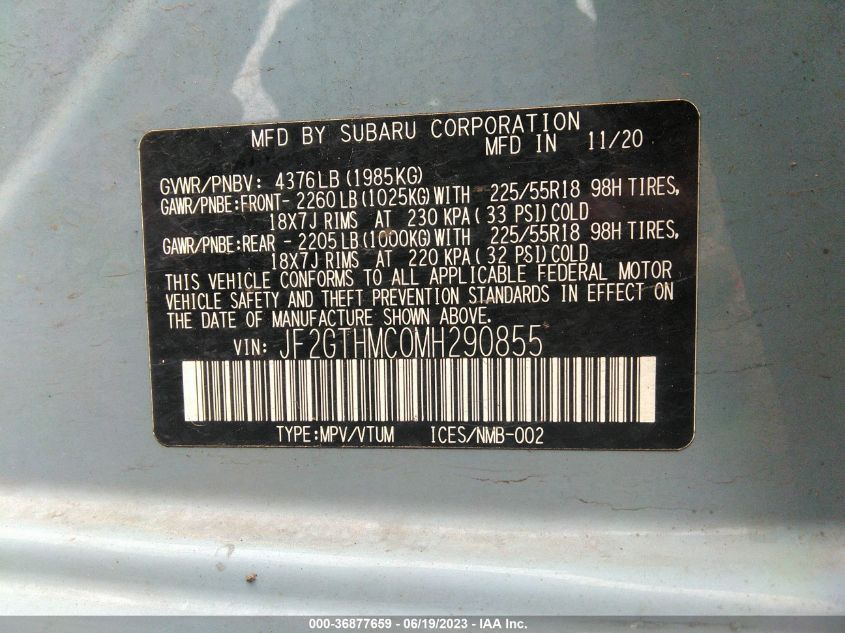 MFD BY SUBARU CORPORATION
MFD IN 11/20
GVWR/PNBV: 4376LB(1985KG)
GAWR/PNBE:FRONT-2260LB(1025KG)WITH 225/55R18 98H TIRES,
18X7J RIMS AT 230 KPA(33 PSI)COLD
GAWR/PNBE:REAR -2205LB(1000KG)WITH 225/55R18 98H TIRES,
18X7J RIMS AT 220 KPA(32 PSI)COLD
THIS VEHICLE CONFORMS TO ALL APPLICABLE FEDERAL MOTOR
VEHICLE SAFETY AND THEFT PREVENTION STANDARDS IN EFFECT ON
THE DATE OF MANUFACTURE SHOWN ABOVE.
VIN: JF2GTHMC0MH290855
TYPE:MPV/VTUM ICES/NMB-002
000-36877659 - 06/19/2023 - IAA Inc.